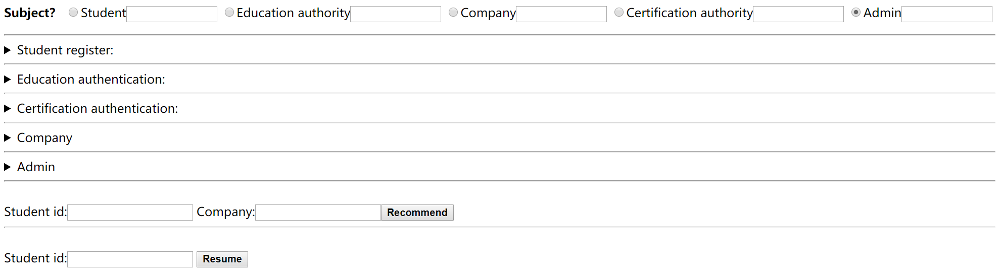 Subject? Student Education authority Company Certification authority Admin
Student register:
Education authentication:
Certification authentication:
Company
Admin
Student id: Company: Recommend
Student id: Resume